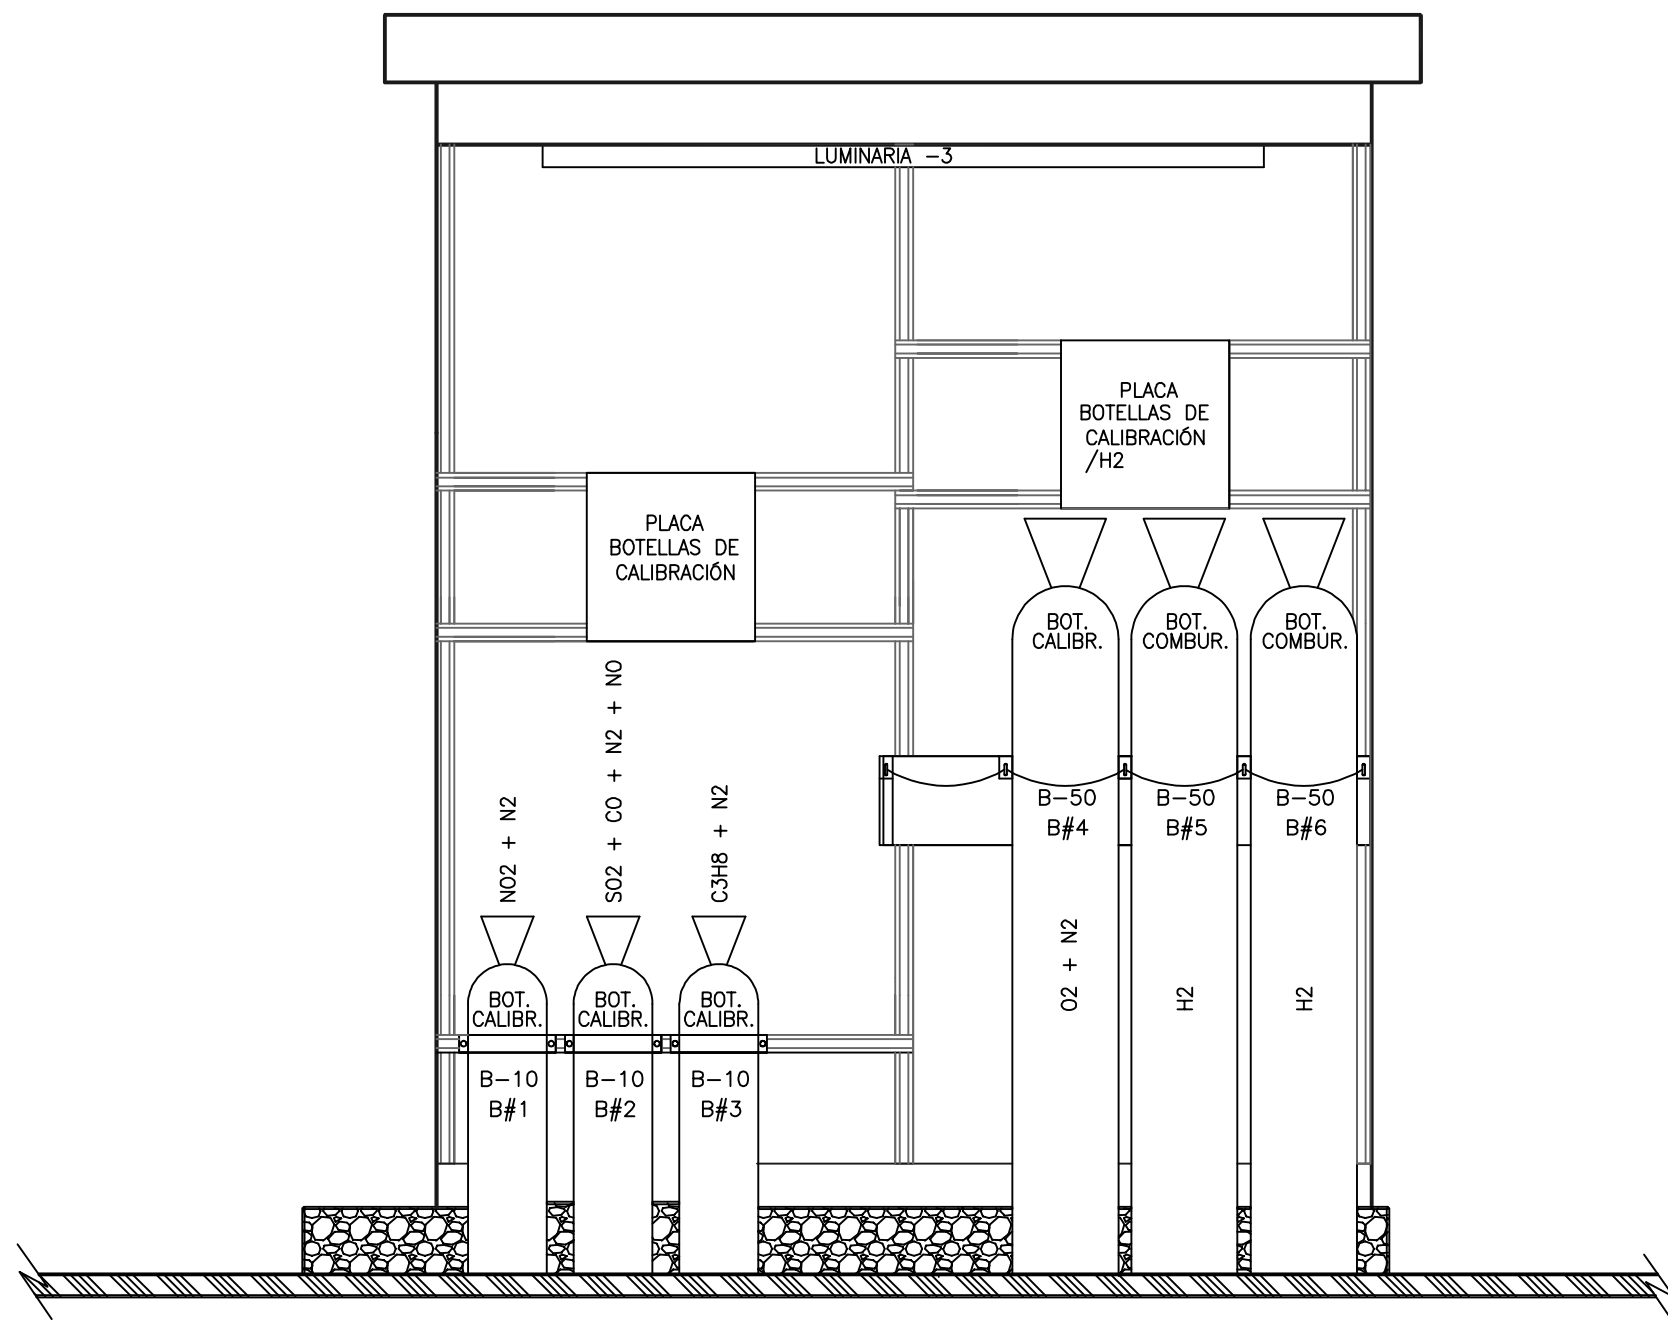 LUMINARIA -3
PLACA
BOTELLAS DE
CALIBRACIÓN
/H2
PLACA
BOTELLAS DE
CALIBRACIÓN
BOT.
CALIBR.
BOT.
COMBUR.
BOT.
COMBUR.
B-50
B#4
B-50
B#5
B-50
B#6
NO2 + N2
SO2 + CO + N2 + NO
C3H8 + N2
O2 + N2
H2
H2
BOT.
CALIBR.
BOT.
CALIBR.
BOT.
CALIBR.
B-10
B#1
B-10
B#2
B-10
B#3